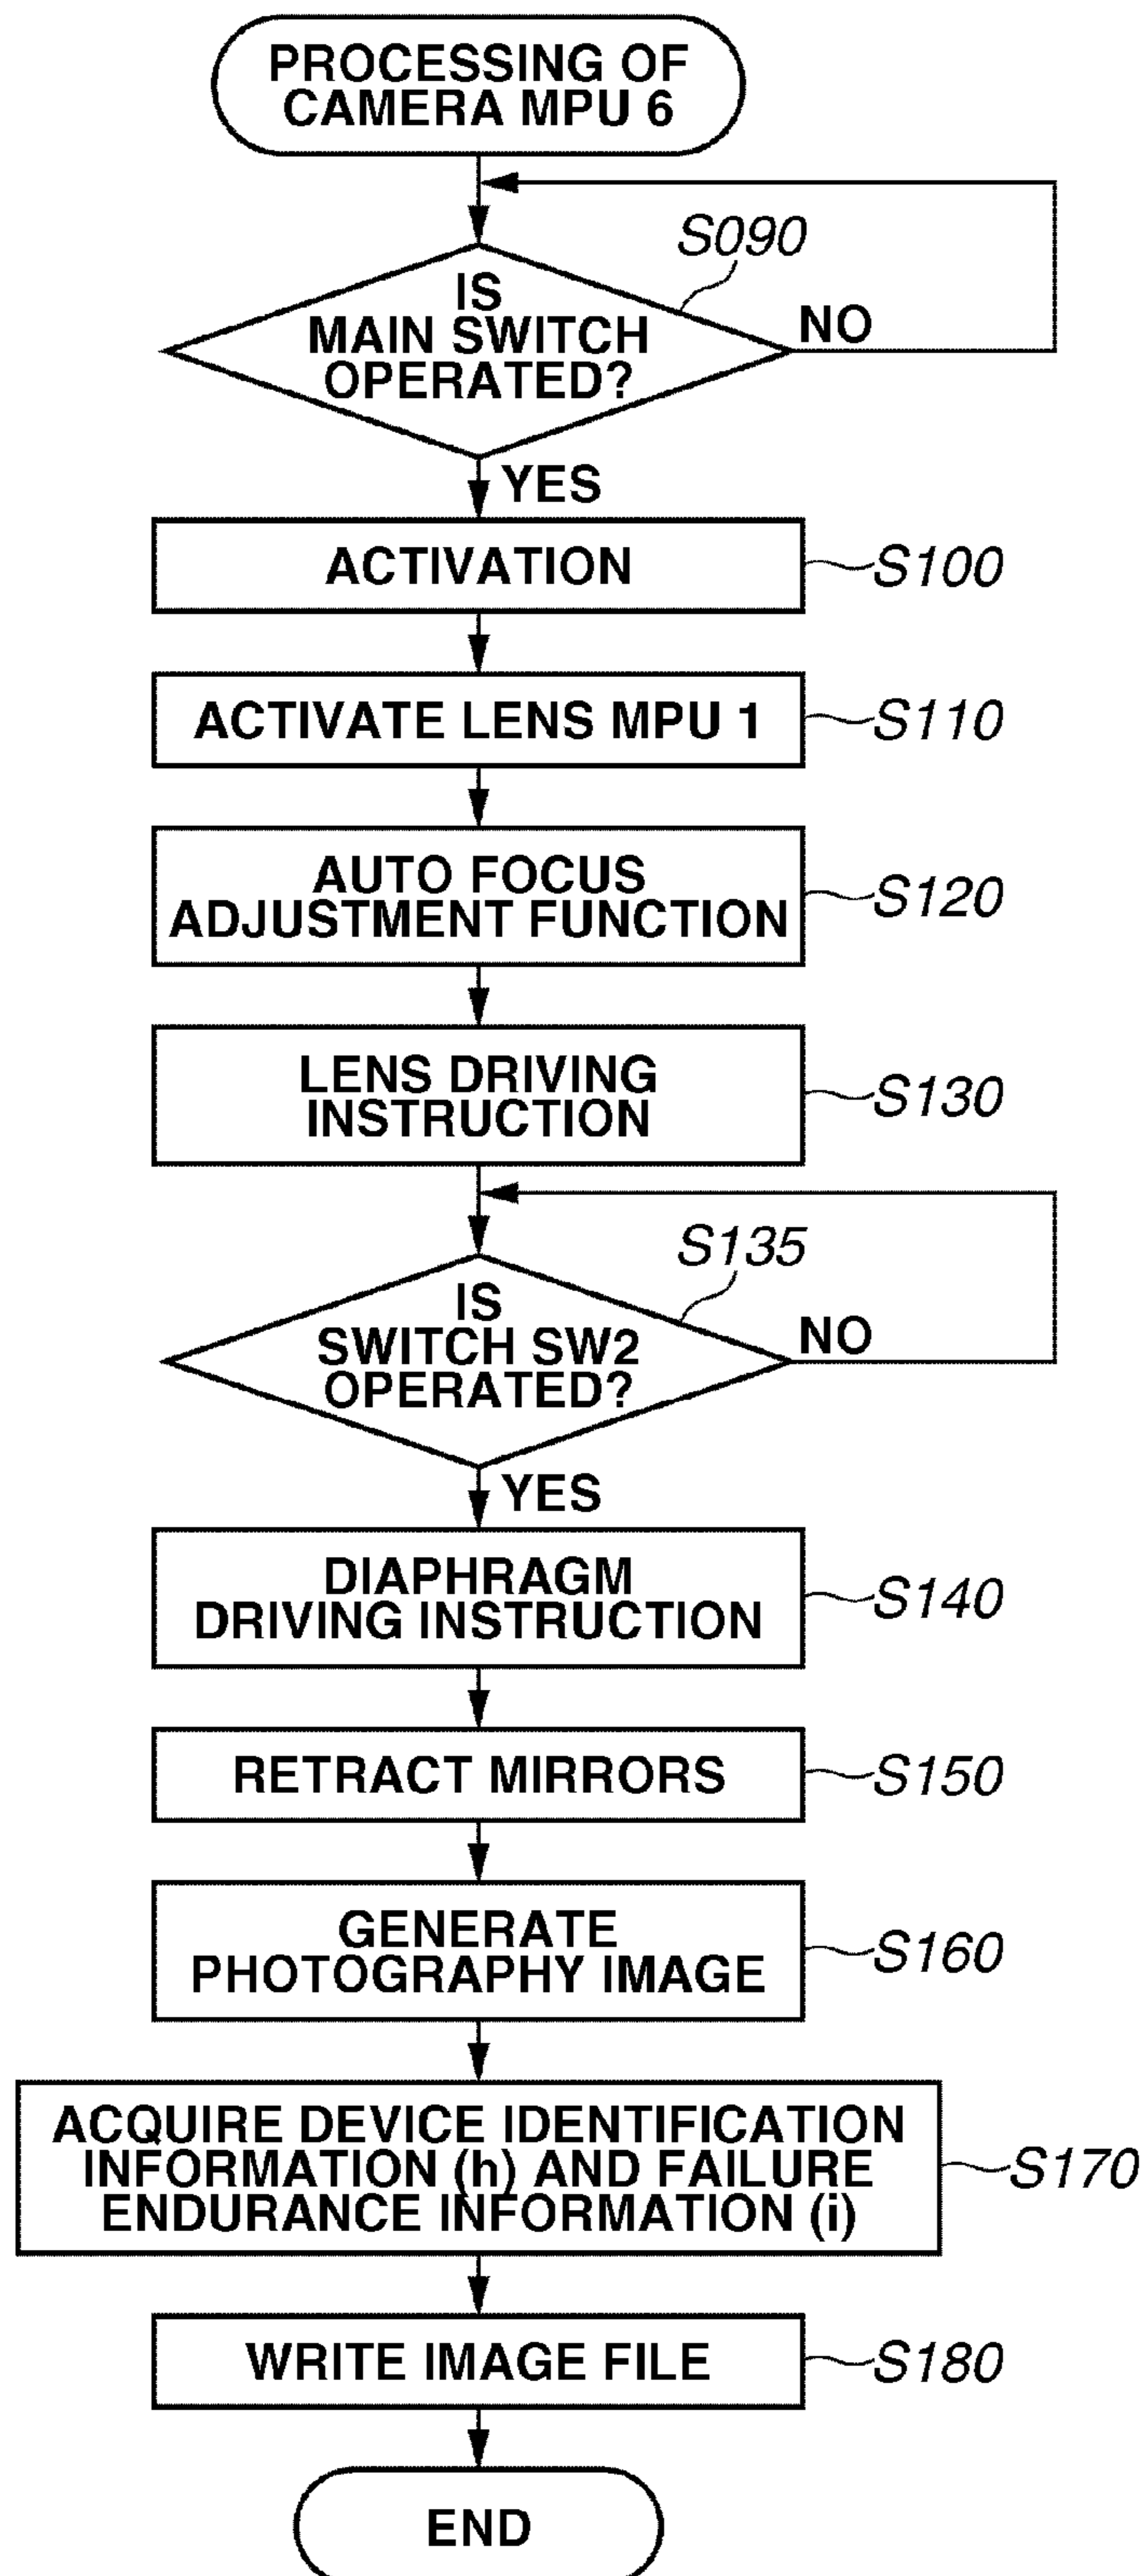 PROCESSING OF
CAMERA MPU 6
S090
IS
MAIN SWITCH
OPERATED?
NO
YES
ACTIVATION
S100
ACTIVATE LENS MPU 1
S110
AUTO FOCUS
ADJUSTMENT FUNCTION
S120
LENS DRIVING
INSTRUCTION
S130
S135
IS
SWITCH SW2
OPERATED?
NO
YES
DIAPHRAGM
DRIVING INSTRUCTION
S140
RETRACT MIRRORS
S150
GENERATE
PHOTOGRAPHY IMAGE
S160
ACQUIRE DEVICE IDENTIFICATION
INFORMATION (h) AND FAILURE
ENDURANCE INFORMATION (i)
S170
WRITE IMAGE FILE
S180
END